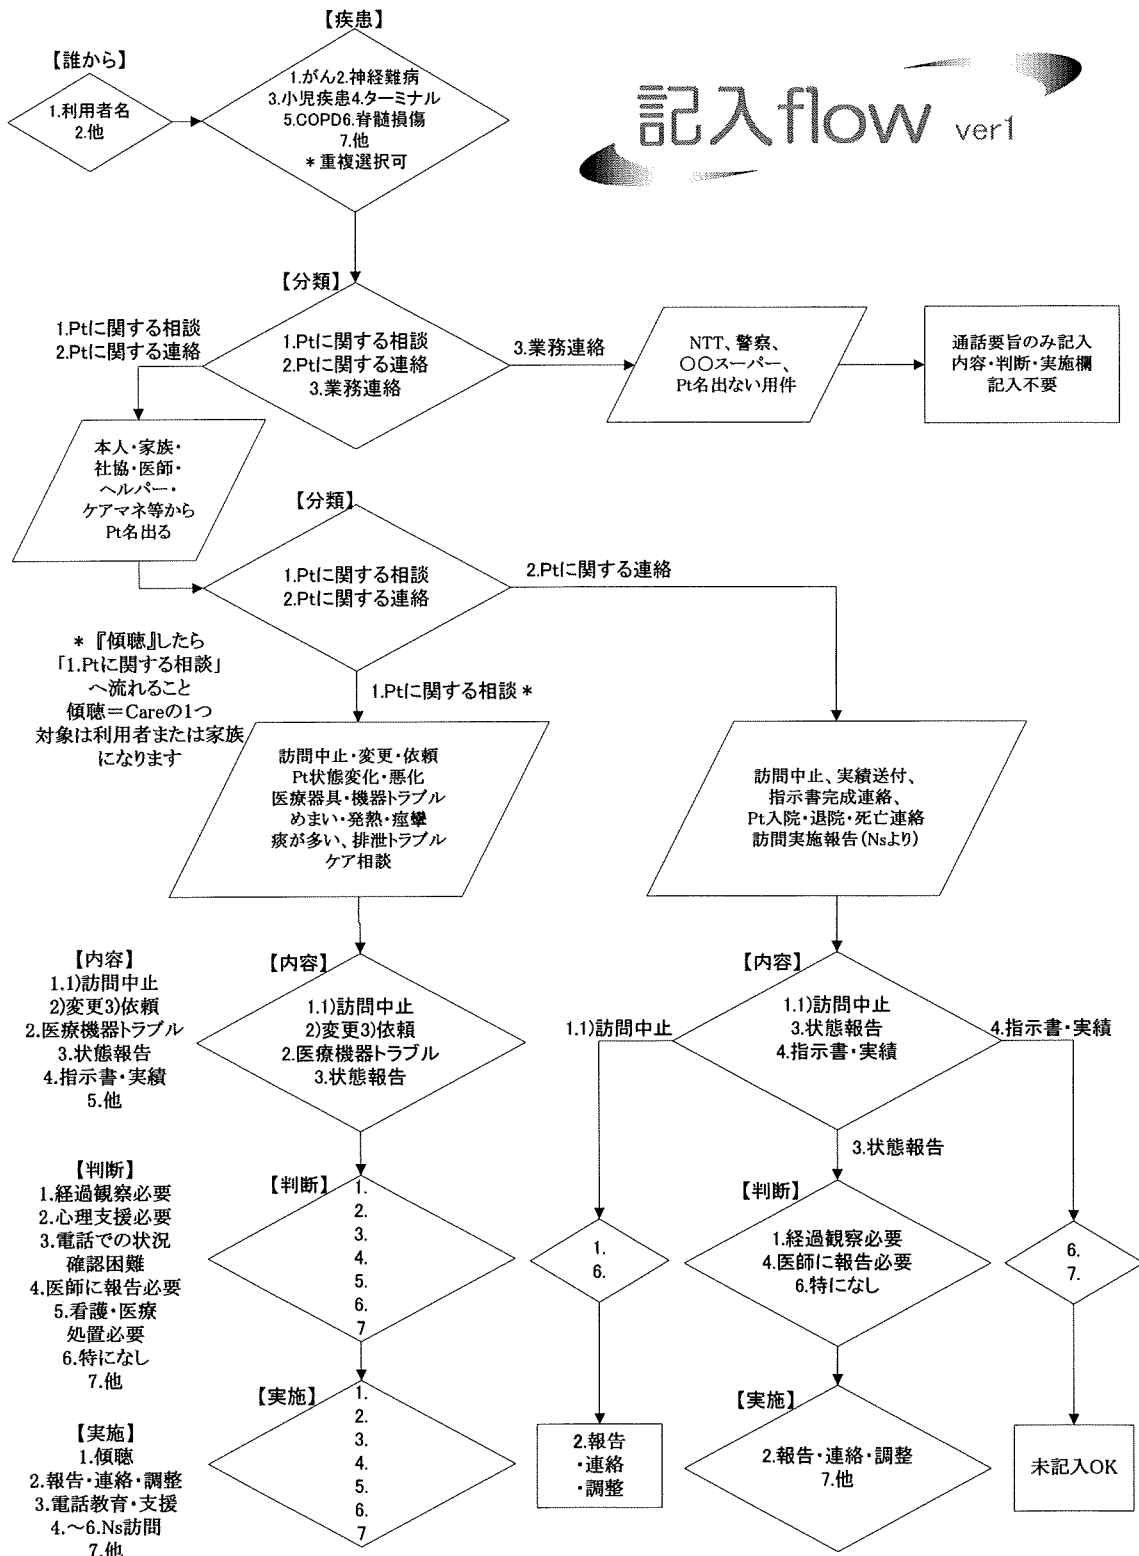 【疾患】
【誰から】
1.利用者名
2.他
1.がん2.神経難病
3.小児疾患4.ターミナル
5.COPD6.脊髄損傷
7.他
*重複選択可
記入flow ver1
【分類】
1.Ptに関する相談
2.Ptに関する連絡
1.Ptに関する相談
2.Ptに関する連絡
3.業務連絡
3.業務連絡
NTT、警察、
〇〇スーパー、
Pt名出ない用件
通話要旨のみ記入
内容・判断・実施欄
記入不要
本人・家族・
社協・医師・
ヘルパー・
ケアマネ等から
Pt名出る
【分類】
1.Ptに関する相談
2.Ptに関する連絡
2.Ptに関する連絡
* 『傾聴』したら
「1.Ptに関する相談」
へ流れること
傾聴=Careの1つ
対象は利用者または家族
になります
1.Ptに関する相談*
訪問中止・変更・依頼
Pt状態変化・悪化
医療器具・機器トラブル
めまい・発熱・痙攣
痰が多い、排泄トラブル
ケア相談
訪問中止、実績送付、
指示書完成連絡、
Pt入院・退院・死亡連絡
訪問実施報告(Nsより)
【内容】
1.1)訪問中止
2)変更3)依頼
2.医療機器トラブル
3.状態報告
4.指示書・実績
5.他
【内容】
1.1)訪問中止
2)変更3)依頼
2.医療機器トラブル
3.状態報告
【内容】
1.1)訪問中止
3.状態報告
4.指示書・実績
1.1)訪問中止
4.指示書・実績
3.状態報告
【判断】
1.経過観察必要
2.心理支援必要
3.電話での状況
確認困難
4.医師に報告必要
5.看護・医療
処置必要
6.特になし
7.他
【判断】
1.
2.
3.
4.
5.
6.
7
1.
6.
【判断】
1.経過観察必要
4.医師に報告必要
6.特になし
6.
7.
【実施】
1.傾聴
2.報告・連絡・調整
3.電話教育・支援
4.~6.Ns訪問
7.他
【実施】
1.
2.
3.
4.
5.
6.
7
2.報告
・連絡
・調整
【実施】
2.報告・連絡・調整
7.他
未記入OK